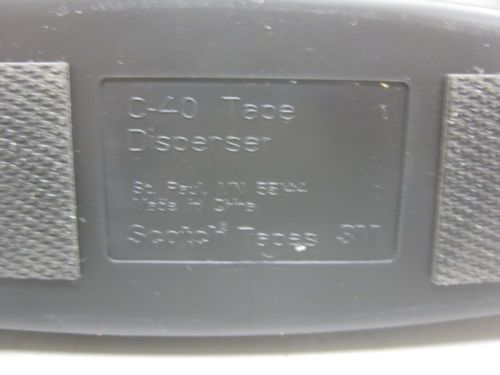 C-40 Tape
Dispenser
St. Paul, MN 55144
Made in China
Scotch® Tapes 3M